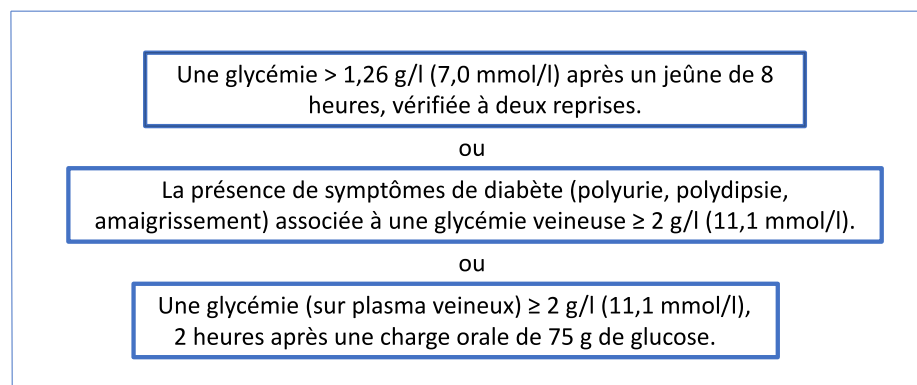 Une glycémie > 1,26 g/l (7,0 mmol/l) après un jeûne de 8
heures, vérifiée à deux reprises.
ou
La présence de symptômes de diabète (polyurie, polydipsie,
amaigrissement) associée à une glycémie veineuse ≥ 2 g/l (11,1 mmol/l).
ou
Une glycémie (sur plasma veineux) ≥ 2 g/l (11,1 mmol/l),
2 heures après une charge orale de 75 g de glucose.